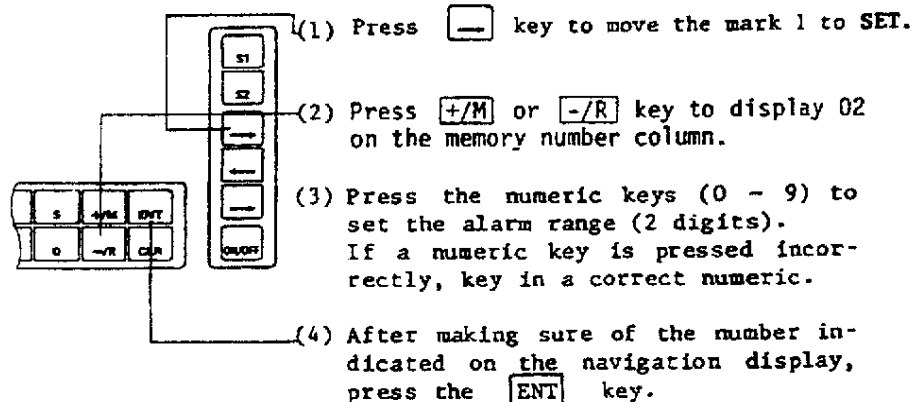 (1) Press → key to move the mark 1 to SET.
(2) Press +/M or -/R key to display 02
on the memory number column.
(3) Press the numeric keys (0 - 9) to
set the alarm range (2 digits).
If a numeric key is pressed incor-
rectly, key in a correct numeric.
(4) After making sure of the number in-
dicated on the navigation display,
press the ENT key.
S1
S2
→
←
→
ON/OFF
S +/M ENT
0 -/R CLR